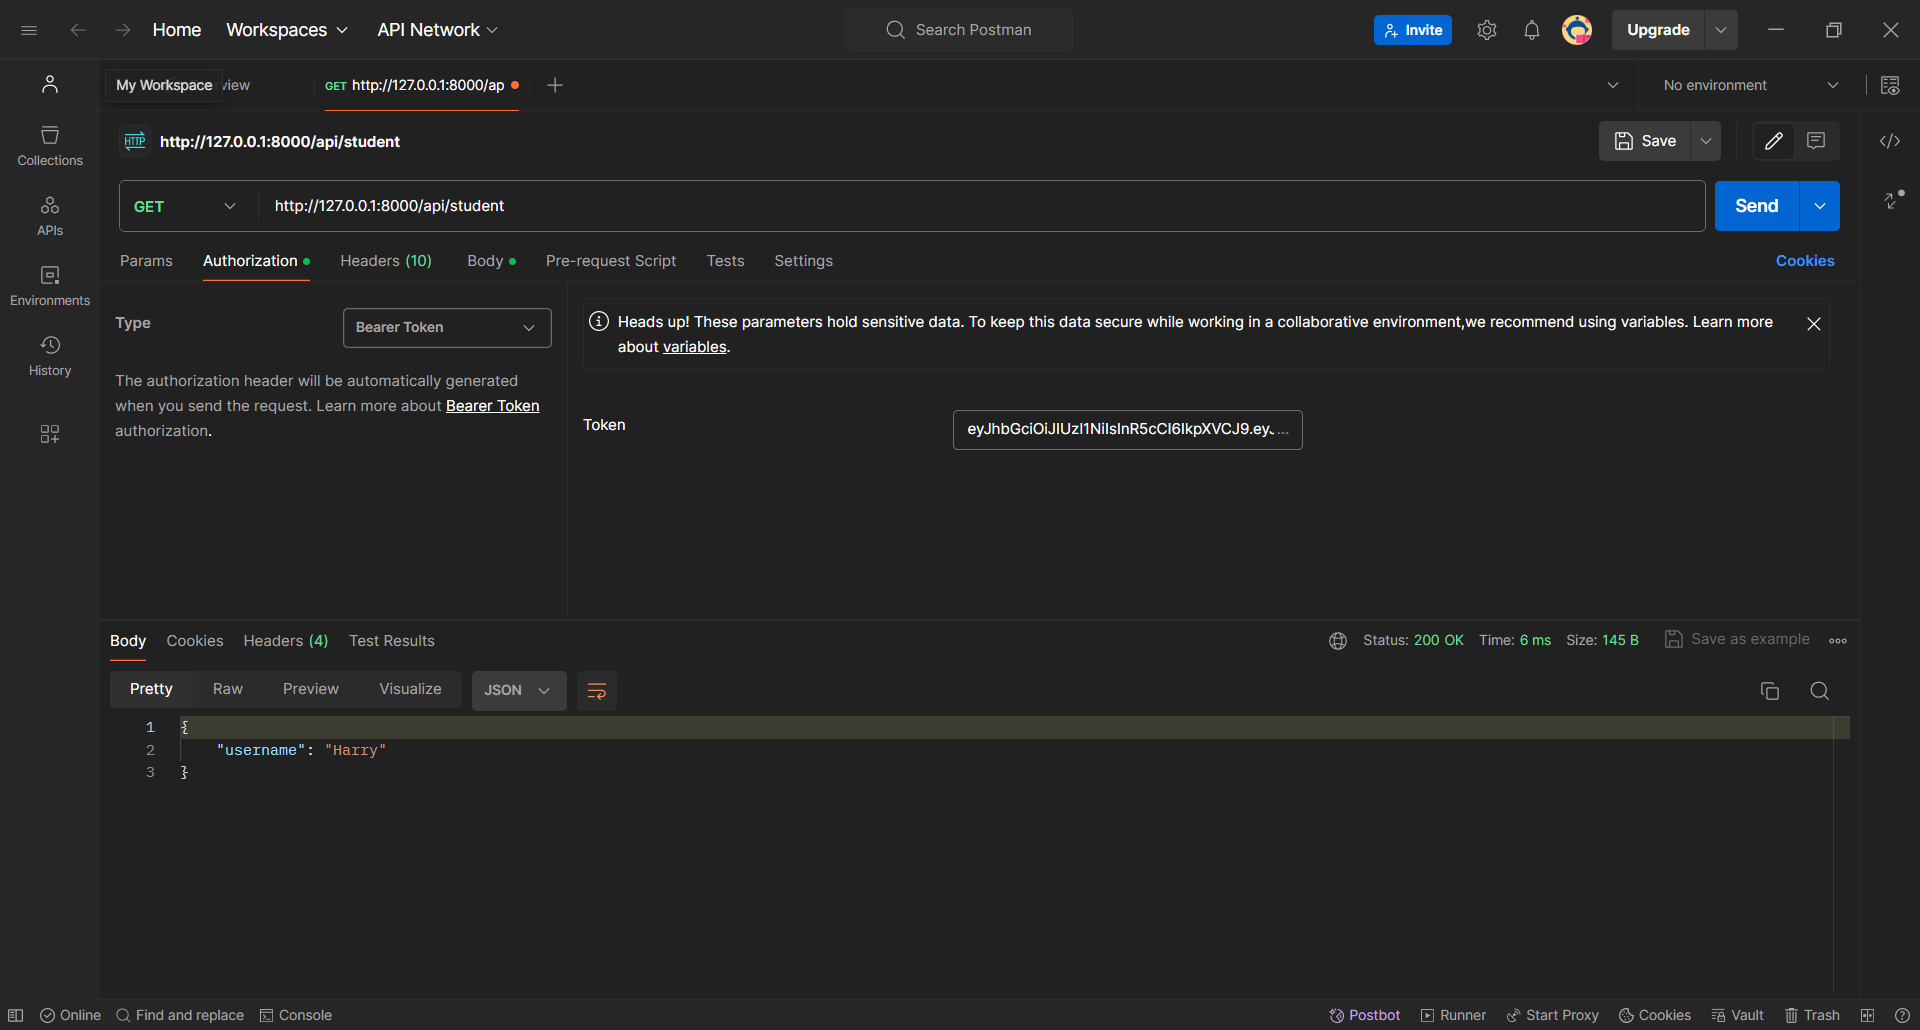 Home Workspaces API Network Search Postman Invite Upgrade
My Workspace view GET http://127.0.0.1:8000/ap No environment
HTTP http://127.0.0.1:8000/api/student Save
Collections
GET http://127.0.0.1:8000/api/student Send
APIs
Params Authorization Headers (10) Body Pre-request Script Tests Settings Cookies
Environments
Type Bearer Token
Heads up! These parameters hold sensitive data. To keep this data secure while working in a collaborative environment,we recommend using variables. Learn more
about variables.
History
The authorization header will be automatically generated
when you send the request. Learn more about Bearer Token
authorization.
Token eyJhbGciOiJIUzI1NiIsInR5cCI6IkpXVCJ9.eyJ...
Body Cookies Headers (4) Test Results Status: 200 OK Time: 6 ms Size: 145 B Save as example
Pretty Raw Preview Visualize JSON
1 {
2 "username": "Harry"
3 }
Online Find and replace Console Postbot Runner Start Proxy Cookies Vault Trash